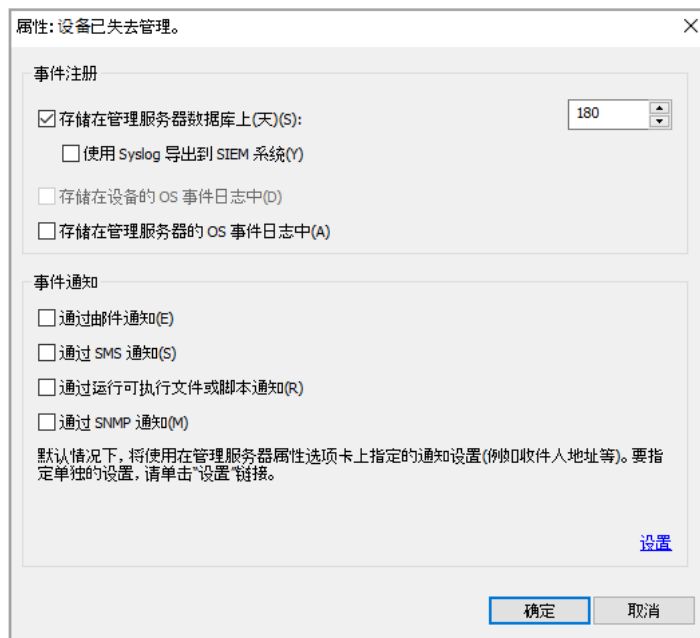 属性: 设备已失去管理。
事件注册
存储在管理服务器数据库上(天)(S):
180
使用 Syslog 导出到 SIEM 系统(Y)
存储在设备的 OS 事件日志中(D)
存储在管理服务器的 OS 事件日志中(A)
事件通知
通过邮件通知(E)
通过 SMS 通知(S)
通过运行可执行文件或脚本通知(R)
通过 SNMP 通知(M)
默认情况下，将使用在管理服务器属性选项卡上指定的通知设置(例如收件人地址等)。要指
定单独的设置，请单击"设置"链接。
设置
确定
取消